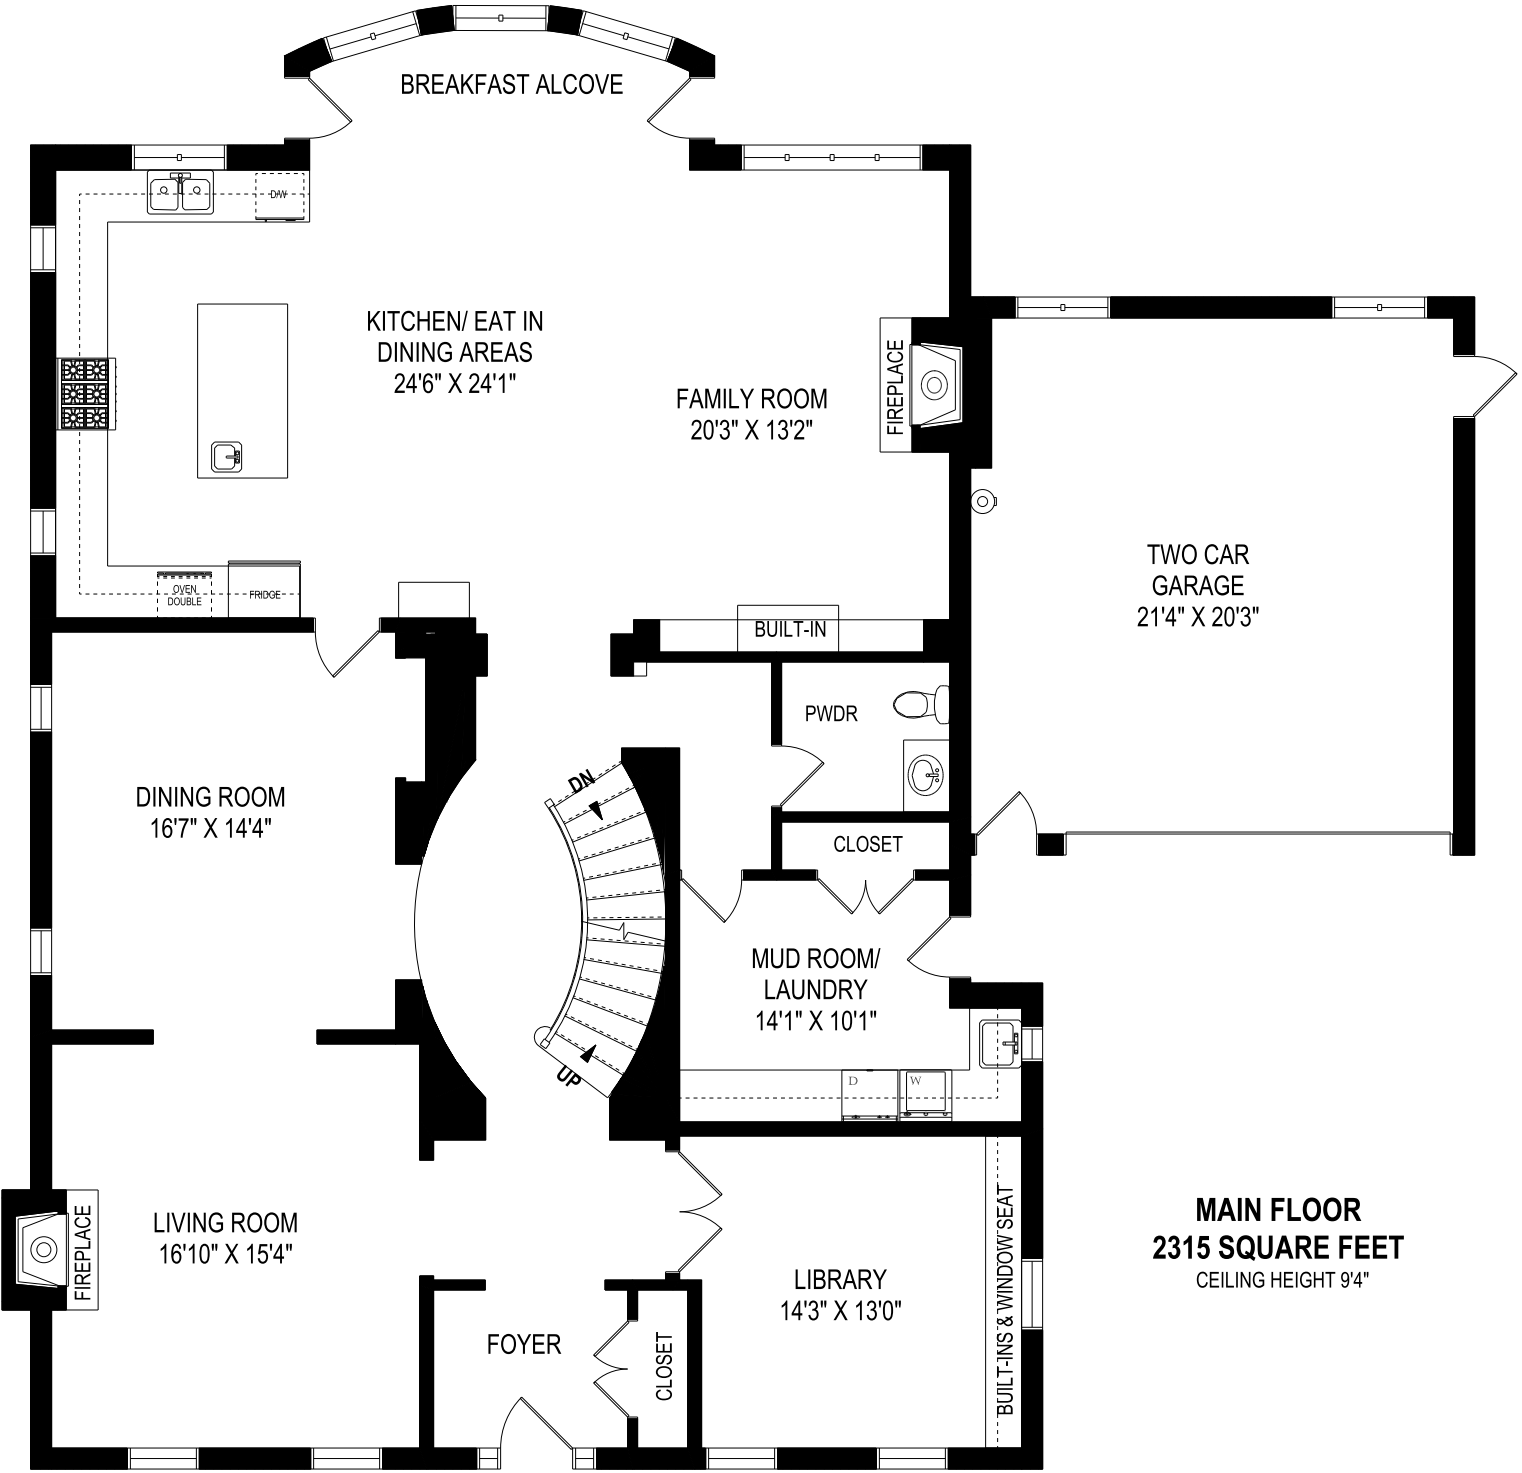 BREAKFAST ALCOVE
D/W
KITCHEN/ EAT IN
DINING AREAS
24'6" X 24'1"
FAMILY ROOM
20'3" X 13'2"
FIREPLACE
TWO CAR
GARAGE
21'4" X 20'3"
OVEN
DOUBLE
FRIDGE
BUILT-IN
PWDR
DINING ROOM
16'7" X 14'4"
DN
CLOSET
MUD ROOM/
LAUNDRY
14'1" X 10'1"
UP
D
W
LIVING ROOM
16'10" X 15'4"
FIREPLACE
LIBRARY
14'3" X 13'0"
BUILT-INS & WINDOW SEAT
FOYER
CLOSET
MAIN FLOOR
2315 SQUARE FEET
CEILING HEIGHT 9'4"